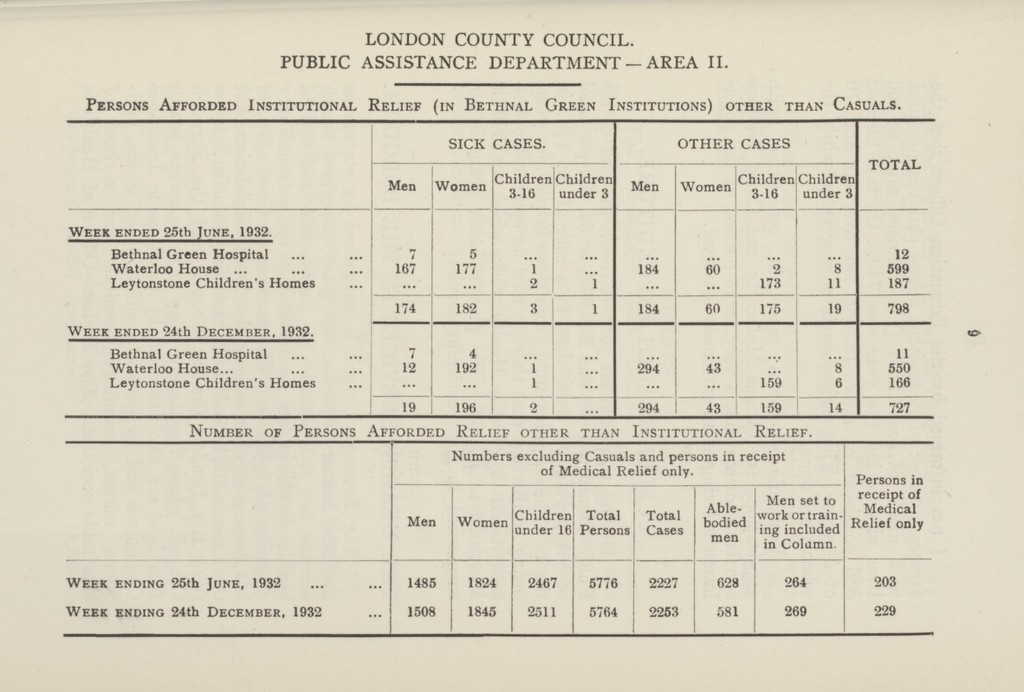 LONDON COUNTY COUNCIL.
PUBLIC ASSISTANCE DEPARTMENT — AREA II.
PERSONS AFFORDED INSTITUTIONAL RELIEF (IN BETHNAL GREEN INSTITUTIONS) OTHER THAN CASUALS.
SICK CASES. OTHER CASES TOTAL
Men Women Children 3-16 Children under 3 Men Women Children 3-16 Children under 3
WEEK ENDED 25th JUNE, 1932.
Bethnal Green Hospital ... ... 7 5 ... ... ... ... ... ... 12
Waterloo House ... ... ... 167 177 1 ... 184 60 2 8 599
Leytonstone Children's Homes ... ... ... 2 1 ... ... 173 11 187
174 182 3 1 184 60 175 19 798
WEEK ENDED 24th DECEMBER, 1932.
Bethnal Green Hospital ... ... 7 4 ... ... ... ... ... ... 11
Waterloo House... ... ... 12 192 1 ... 294 43 ... 8 550
Leytonstone Children's Homes ... ... ... 1 ... ... ... 159 6 166
19 196 2 ... 294 43 159 14 727
9
NUMBER OF PERSONS AFFORDED RELIEF OTHER THAN INSTITUTIONAL RELIEF.
Numbers excluding Casuals and persons in receipt
of Medical Relief only.
Men Women Children under 16 Total Persons Total Cases Able-bodied men Men set to work or train-ing included in Column. Persons in receipt of Medical Relief only
WEEK ENDING 25th JUNE, 1932 ... ... 1485 1824 2467 5776 2227 628 264 203
WEEK ENDING 24th DECEMBER, 1932 ... 1508 1845 2511 5764 2253 581 269 229